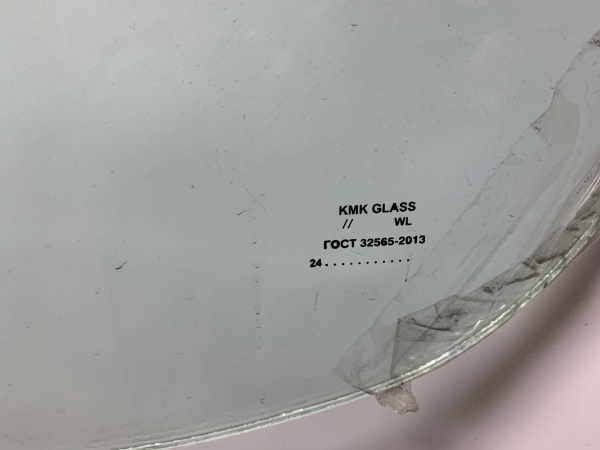 KMK GLASS
// WL
ГОСТ 32565-2013
24...........